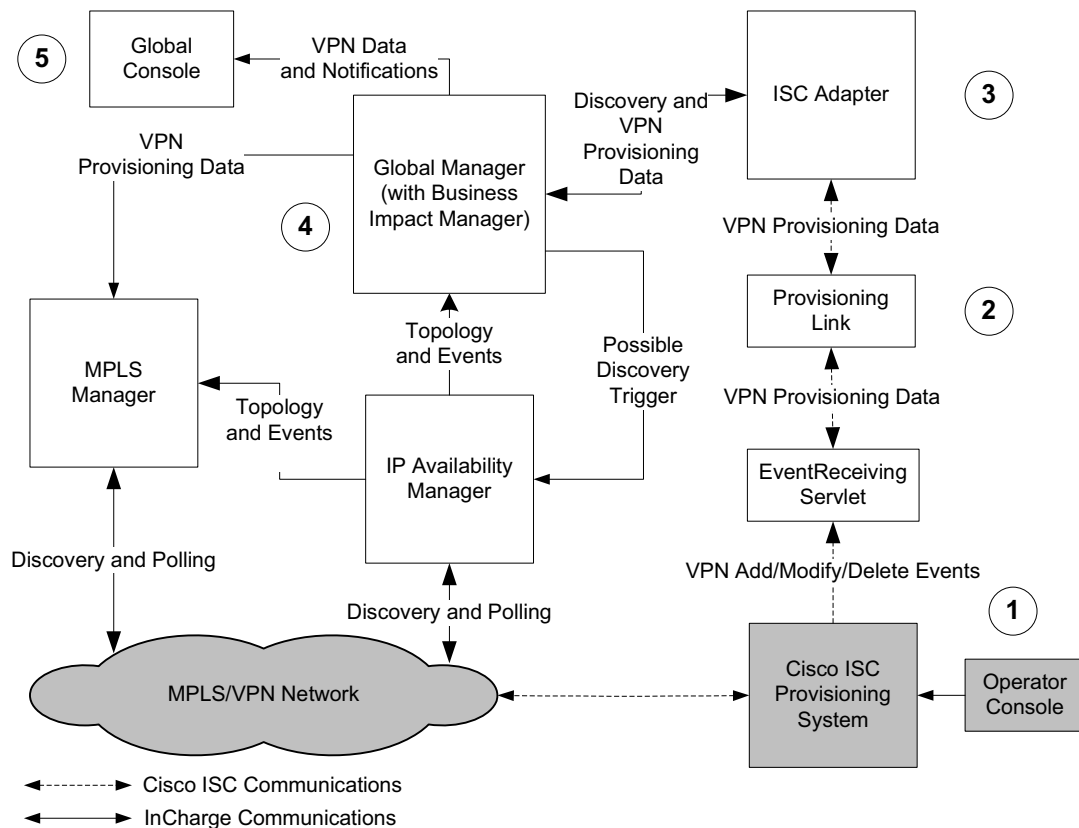 5
Global
Console
VPN Data
and Notifications
ISC Adapter
3
Discovery and
VPN
Provisioning
Data
VPN
Provisioning Data
Global Manager
(with Business
Impact Manager)
4
VPN Provisioning Data
Provisioning
Link
2
MPLS
Manager
Topology
and Events
Possible
Discovery
Trigger
VPN Provisioning Data
Topology
and Events
IP Availability
Manager
EventReceiving
Servlet
Discovery and Polling
VPN Add/Modify/Delete Events
Discovery and Polling
1
MPLS/VPN Network
Cisco ISC
Provisioning
System
Operator
Console
Cisco ISC Communications
InCharge Communications